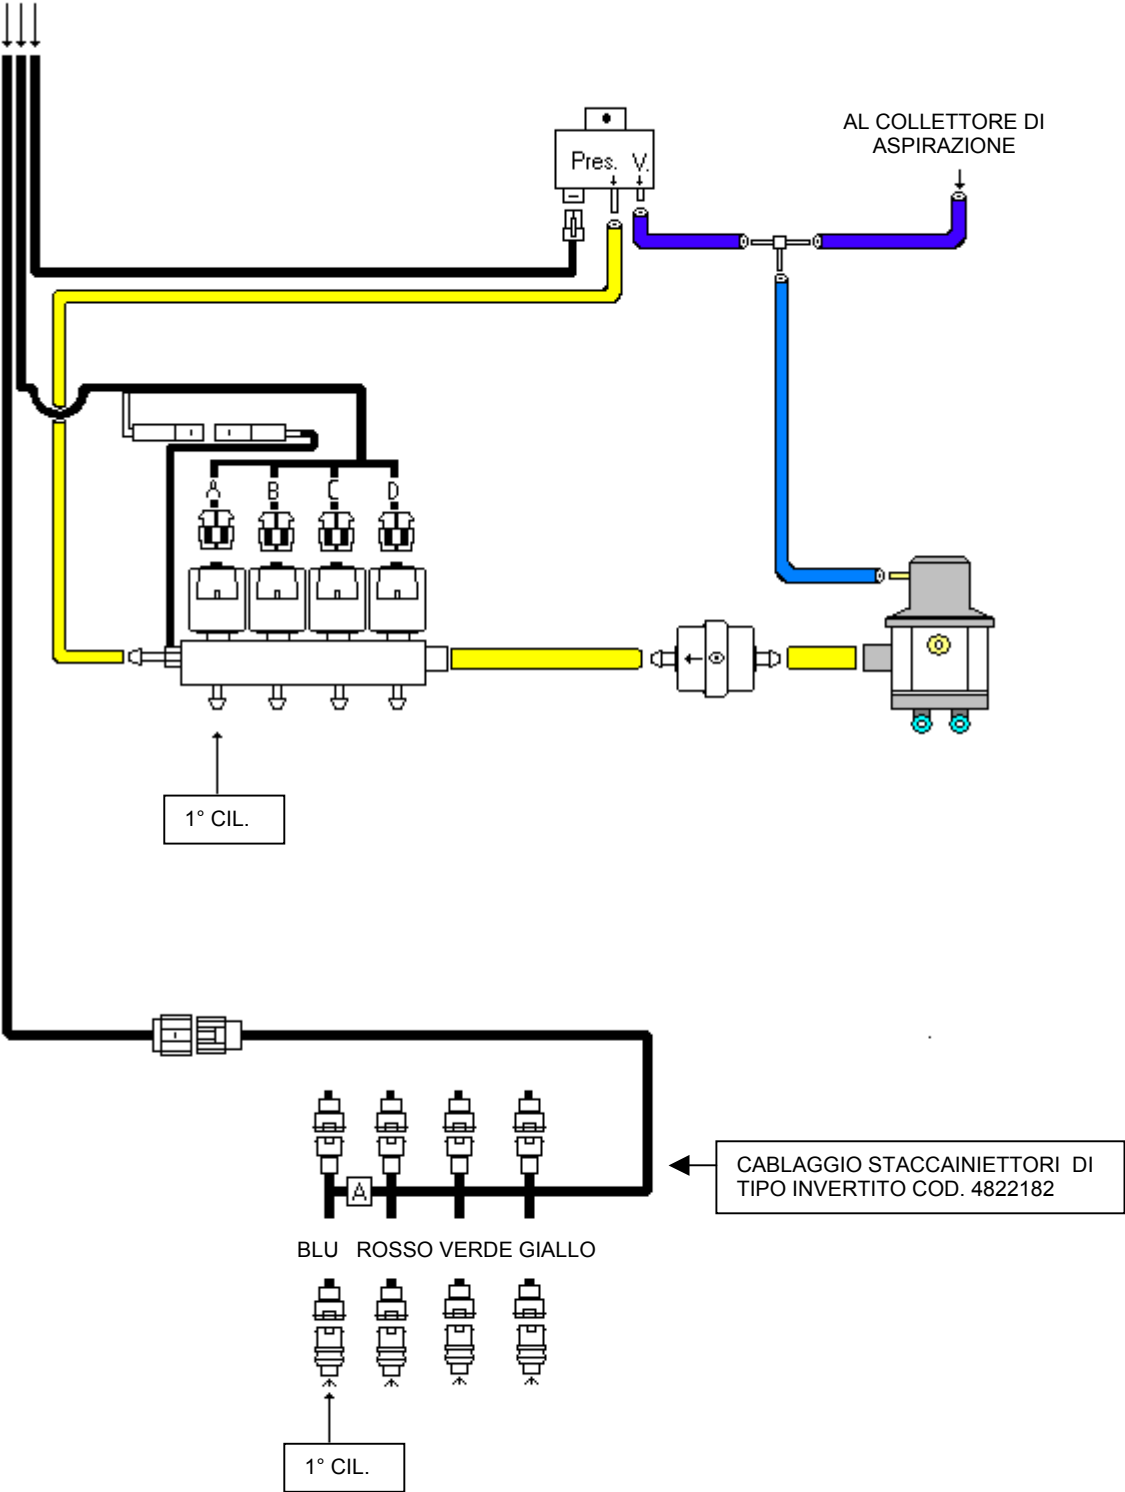 AL COLLETTORE DI
ASPIRAZIONE
Pres. V.
A B C D
1° CIL.
CABLAGGIO STACCAINIETTORI DI
TIPO INVERTITO COD. 4822182
A
BLU ROSSO VERDE GIALLO
1° CIL.